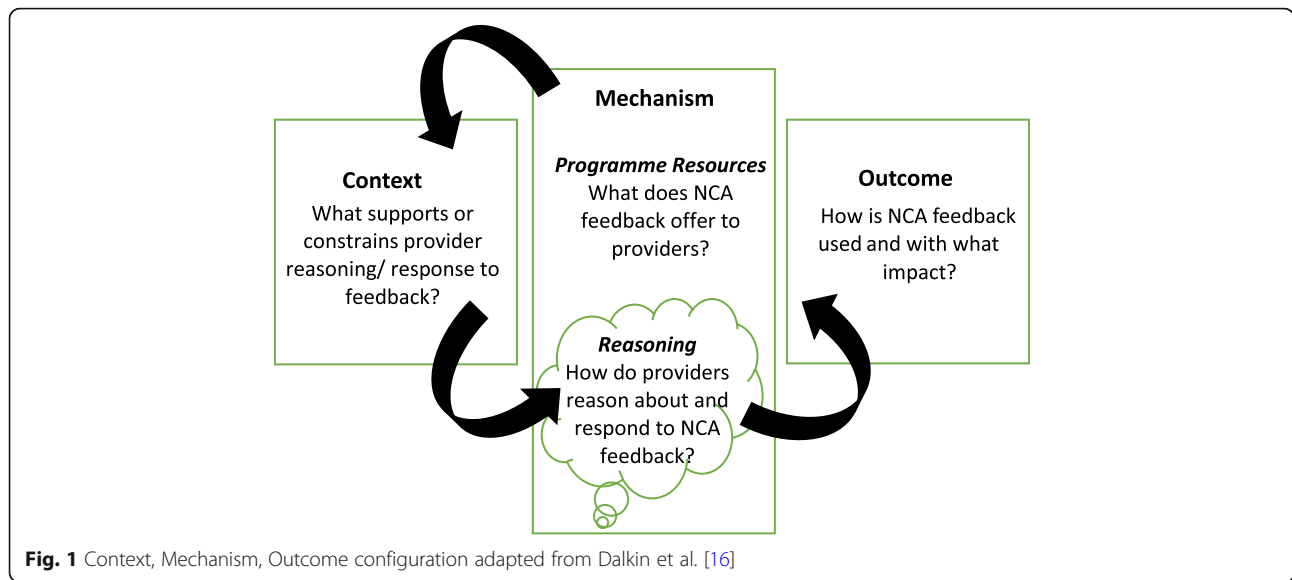 Context
What supports or
constrains provider
reasoning/ response to
feedback?
Mechanism
Programme Resources
What does NCA
feedback offer to
providers?
Reasoning
How do providers
reason about and
respond to NCA
feedback?
Outcome
How is NCA feedback
used and with what
impact?
Fig. 1 Context, Mechanism, Outcome configuration adapted from Dalkin et al. [16]